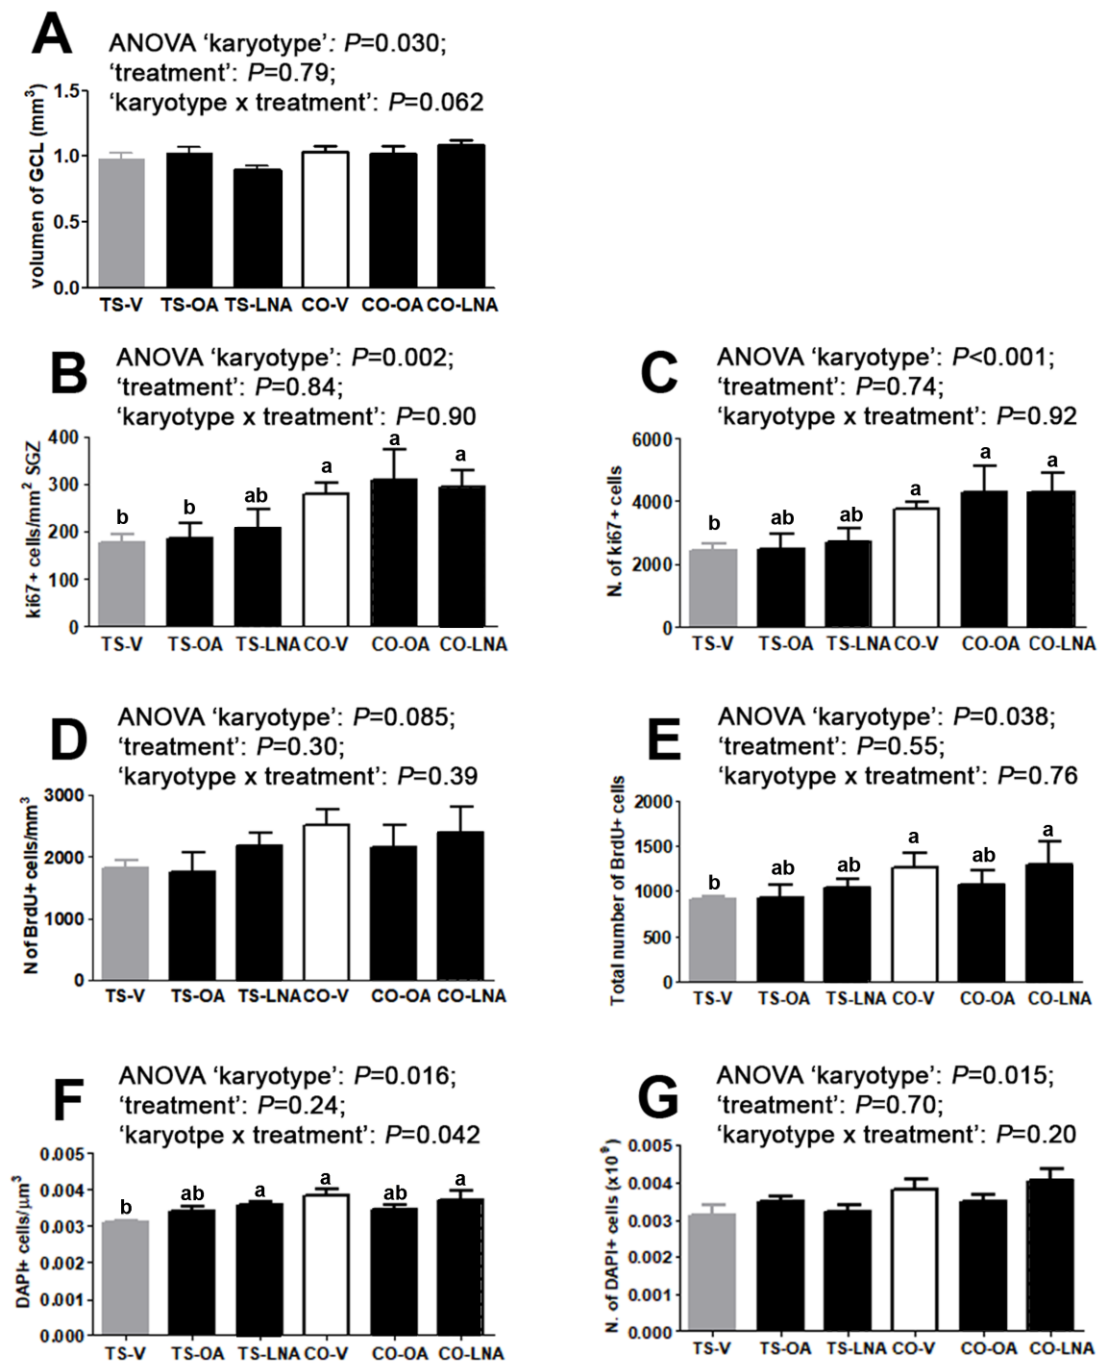 A
ANOVA ‘karyotype’: P=0.030;
‘treatment’: P=0.79;
‘karyotype x treatment’: P=0.062
volumen of GCL (mm³)
1.5
1.0
0.5
0.0
TS-V TS-OA TS-LNA CO-V CO-OA CO-LNA
B
ANOVA ‘karyotype’: P=0.002;
‘treatment’: P=0.84;
‘karyotype x treatment’: P=0.90
ki67+ cells/mm² SGZ
400
300
200
100
0
b b ab a a a
TS-V TS-OA TS-LNA CO-V CO-OA CO-LNA
C
ANOVA ‘karyotype’: P<0.001;
‘treatment’: P=0.74;
‘karyotype x treatment’: P=0.92
N. of ki67+ cells
6000
4000
2000
0
b ab ab a a a
TS-V TS-OA TS-LNA CO-V CO-OA CO-LNA
D
ANOVA ‘karyotype’: P=0.085;
‘treatment’: P=0.30;
‘karyotype x treatment’: P=0.39
N of BrdU+ cells/mm³
3000
2000
1000
0
TS-V TS-OA TS-LNA CO-V CO-OA CO-LNA
E
ANOVA ‘karyotype’: P=0.038;
‘treatment’: P=0.55;
‘karyotype x treatment’: P=0.76
Total number of BrdU+ cells
2000
1500
1000
500
0
b ab ab a ab a
TS-V TS-OA TS-LNA CO-V CO-OA CO-LNA
F
ANOVA ‘karyotype’: P=0.016;
‘treatment’: P=0.24;
‘karyotpe x treatment’: P=0.042
DAPI+ cells/µm³
0.005
0.004
0.003
0.002
0.001
0.000
b ab a a ab a
TS-V TS-OA TS-LNA CO-V CO-OA CO-LNA
G
ANOVA ‘karyotype’: P=0.015;
‘treatment’: P=0.70;
‘karyotype x treatment’: P=0.20
N. of DAPI+ cells (x10⁹)
0.005
0.004
0.003
0.002
0.001
0.000
TS-V TS-OA TS-LNA CO-V CO-OA CO-LNA